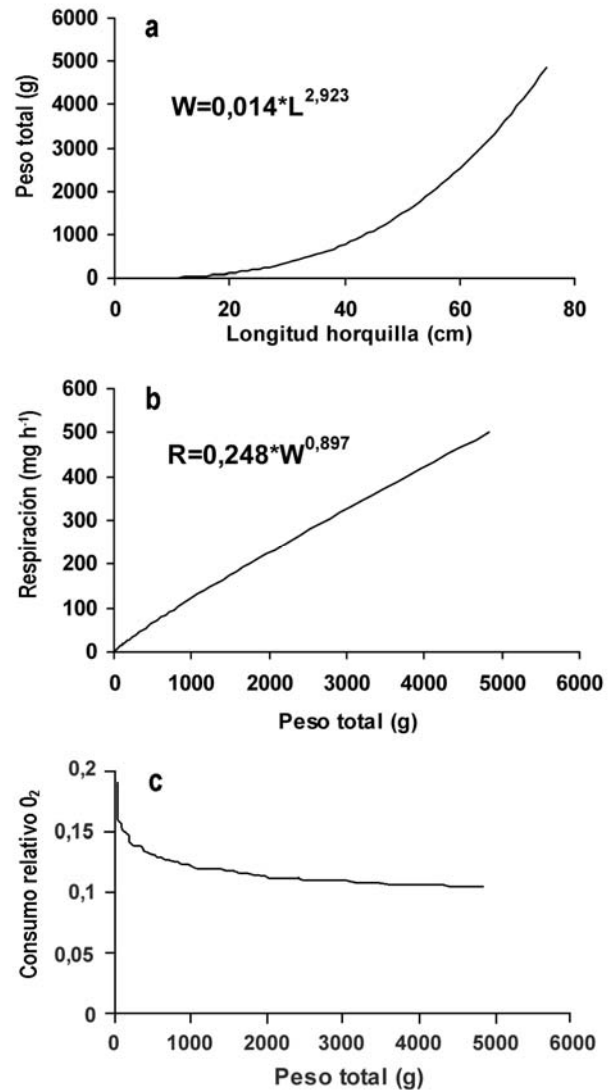 a
6000
5000
4000
3000
2000
1000
0
Peso total (g)
W=0,014*L^2,923
0 20 40 60 80
Longitud horquilla (cm)
b
600
500
400
300
200
100
0
Respiración (mg h⁻¹)
R=0,248*W^0,897
0 1000 2000 3000 4000 5000 6000
Peso total (g)
c
0,2
0,15
0,1
0,05
0
Consumo relativo 0₂
0 1000 2000 3000 4000 5000 6000
Peso total (g)